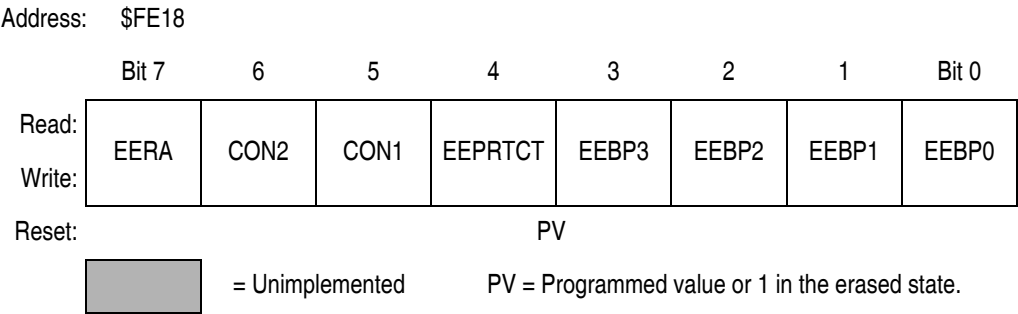 Address: $FE18
Bit 7 6 5 4 3 2 1 Bit 0
Read:
EERA CON2 CON1 EEPRTCT EEBP3 EEBP2 EEBP1 EEBP0
Write:
Reset: PV
= Unimplemented PV = Programmed value or 1 in the erased state.